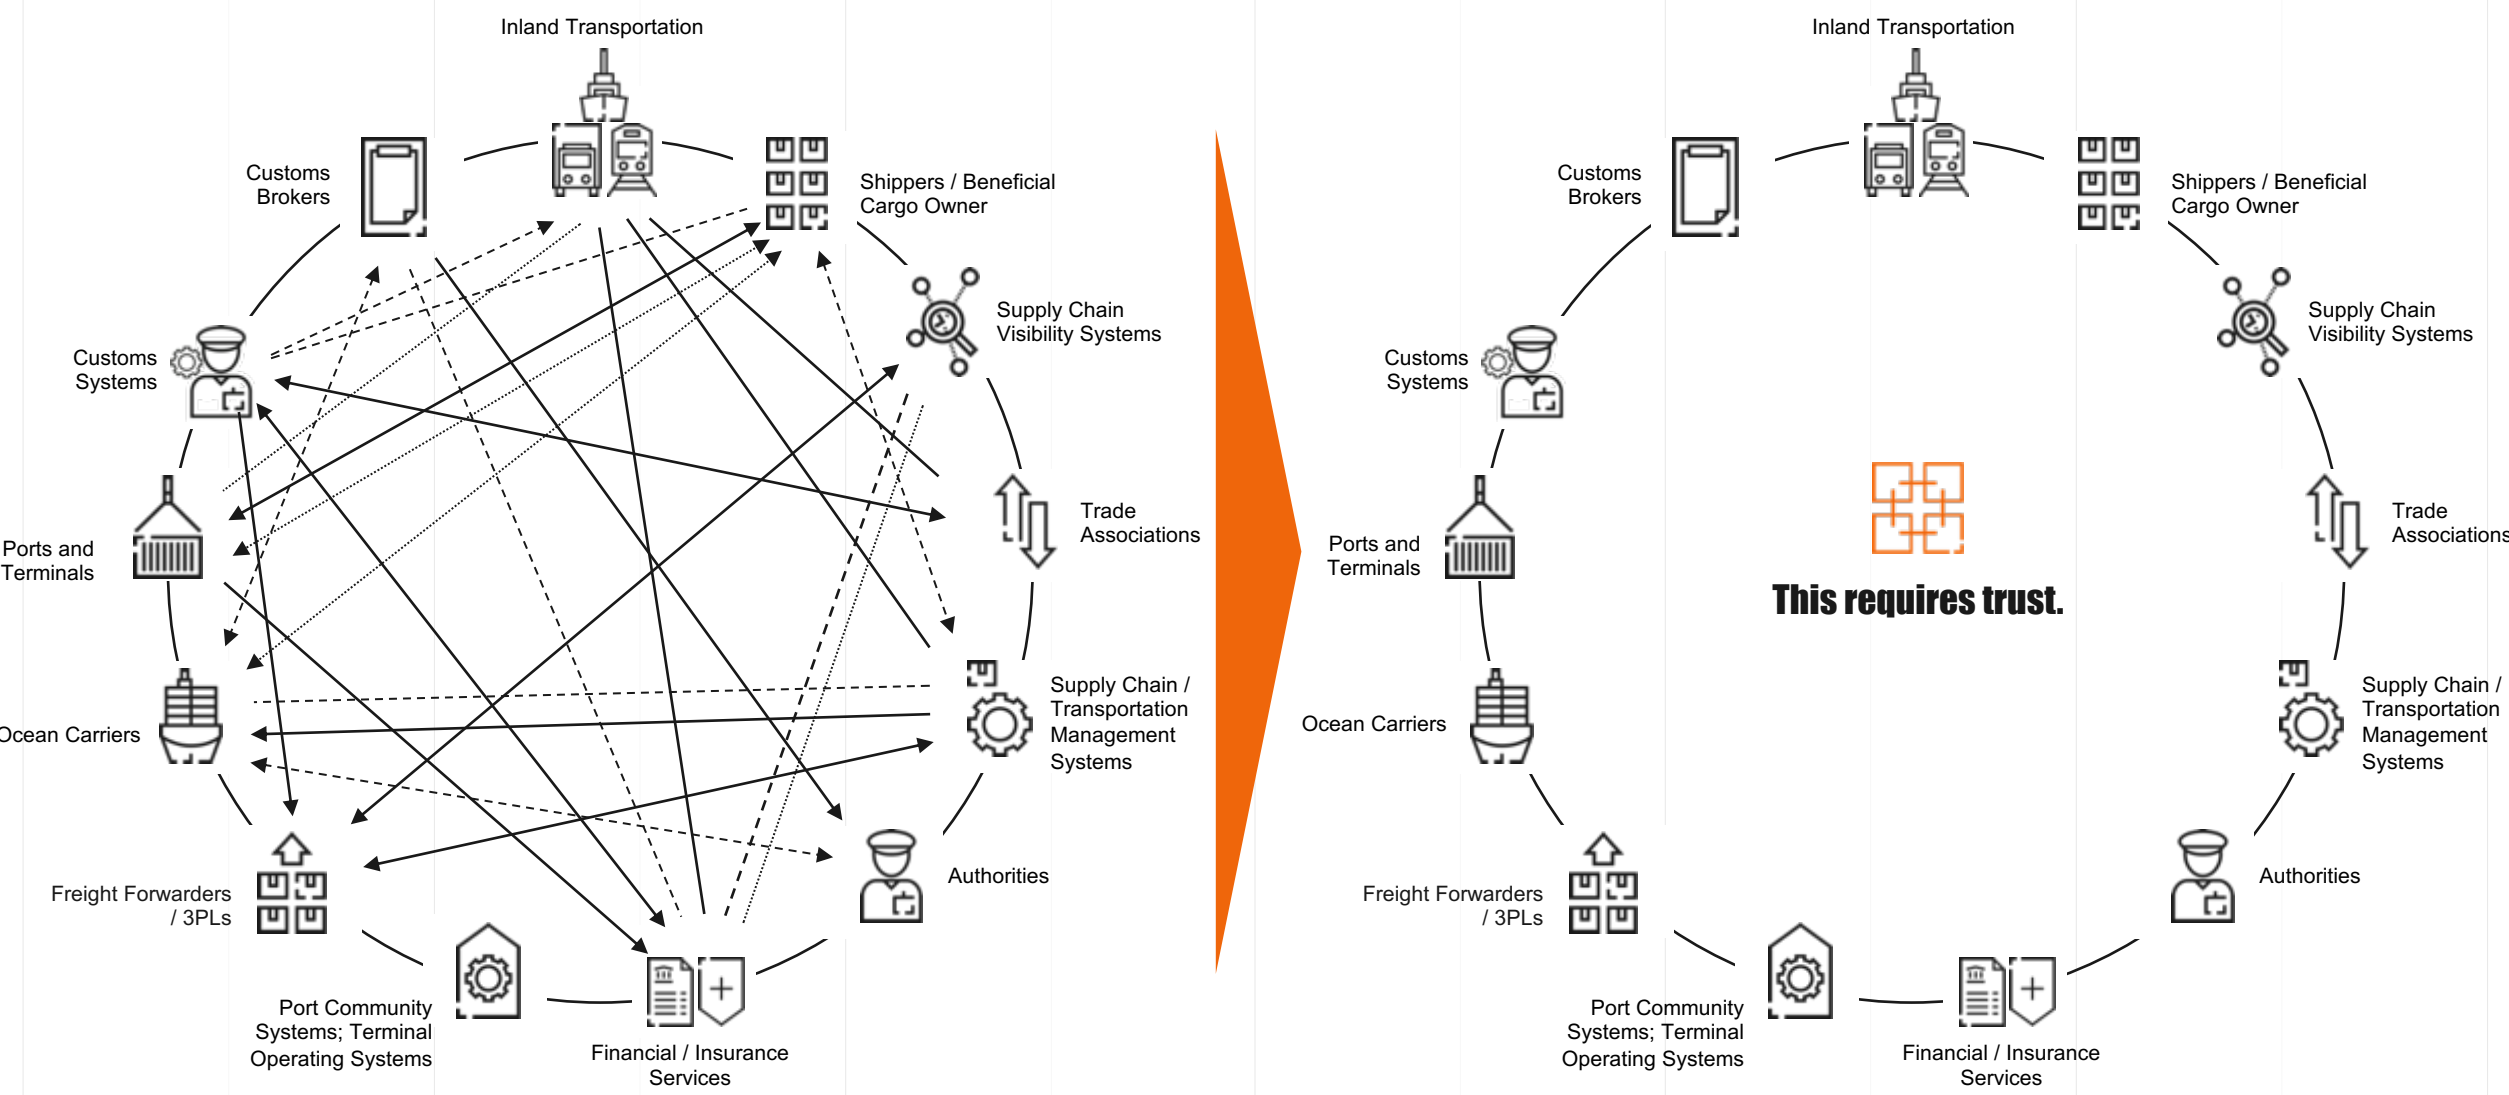 Inland Transportation
Customs
Brokers
Shippers / Beneficial
Cargo Owner
Supply Chain
Visibility Systems
Customs
Systems
Trade
Associations
Ports and
Terminals
Supply Chain /
Transportation
Management
Systems
Ocean Carriers
Authorities
Freight Forwarders
/ 3PLs
Port Community
Systems; Terminal
Operating Systems
Financial / Insurance
Services
Inland Transportation
Customs
Brokers
Shippers / Beneficial
Cargo Owner
Supply Chain
Visibility Systems
Customs
Systems
Trade
Associations
Ports and
Terminals
This requires trust.
Supply Chain /
Transportation
Management
Systems
Ocean Carriers
Authorities
Freight Forwarders
/ 3PLs
Port Community
Systems; Terminal
Operating Systems
Financial / Insurance
Services